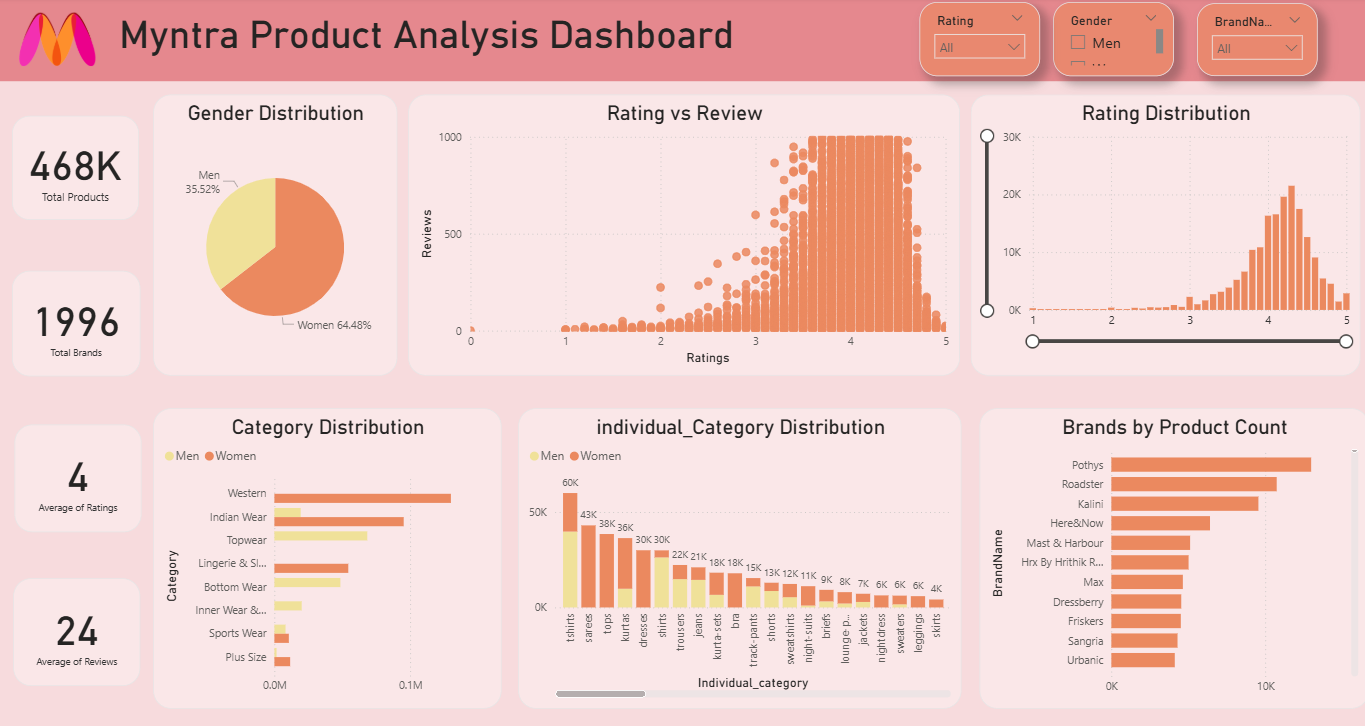 Myntra Product Analysis Dashboard
Rating
All
Gender
Men
BrandNa...
All
468K
Total Products
1996
Total Brands
4
Average of Ratings
24
Average of Reviews
Gender Distribution
Men
35.52%
Women 64.48%
Rating vs Review
Reviews
1000
500
0
0 1 2 3 4 5
Ratings
Rating Distribution
30K
20K
10K
0K
1 2 3 4 5
Category Distribution
Men Women
Category
Western
Indian Wear
Topwear
Lingerie & Sl...
Bottom Wear
Inner Wear &...
Sports Wear
Plus Size
0.0M 0.1M
individual_Category Distribution
Men Women
50K
0K
60K 43K 38K 36K 30K 30K 22K 21K 18K 18K 15K 13K 12K 11K 9K 8K 7K 6K 6K 6K 4K
tshirts
sarees
tops
kurtas
dresses
shirts
trousers
jeans
kurta-sets
bra
track-pants
shorts
sweatshirts
night-suits
briefs
lounge-p...
jackets
nightdress
sweaters
leggings
skirts
Individual_category
Brands by Product Count
BrandName
Pothys
Roadster
Kalini
Here&Now
Mast & Harbour
Hrx By Hrithik R...
Max
Dressberry
Friskers
Sangria
Urbanic
0K 10K